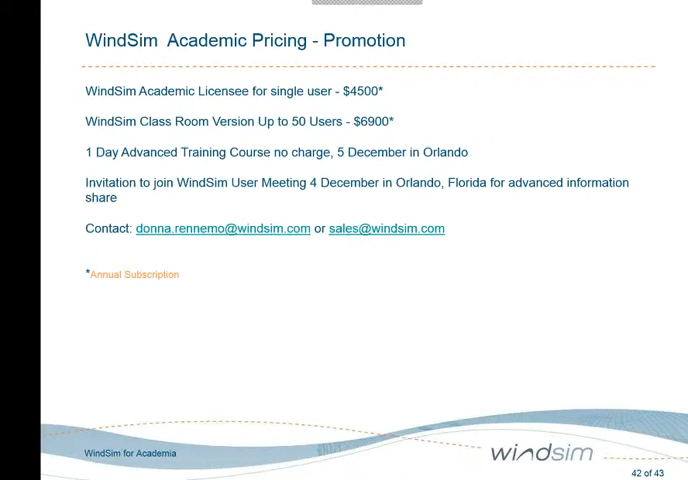 WindSim Academic Pricing - Promotion
WindSim Academic Licensee for single user - $4500*
WindSim Class Room Version Up to 50 Users - $6900*
1 Day Advanced Training Course no charge, 5 December in Orlando
Invitation to join WindSim User Meeting 4 December in Orlando, Florida for advanced information
share
Contact: donna.rennemo@windsim.com or sales@windsim.com
*Annual Subscription
WindSim for Academia
windsim
42 of 43